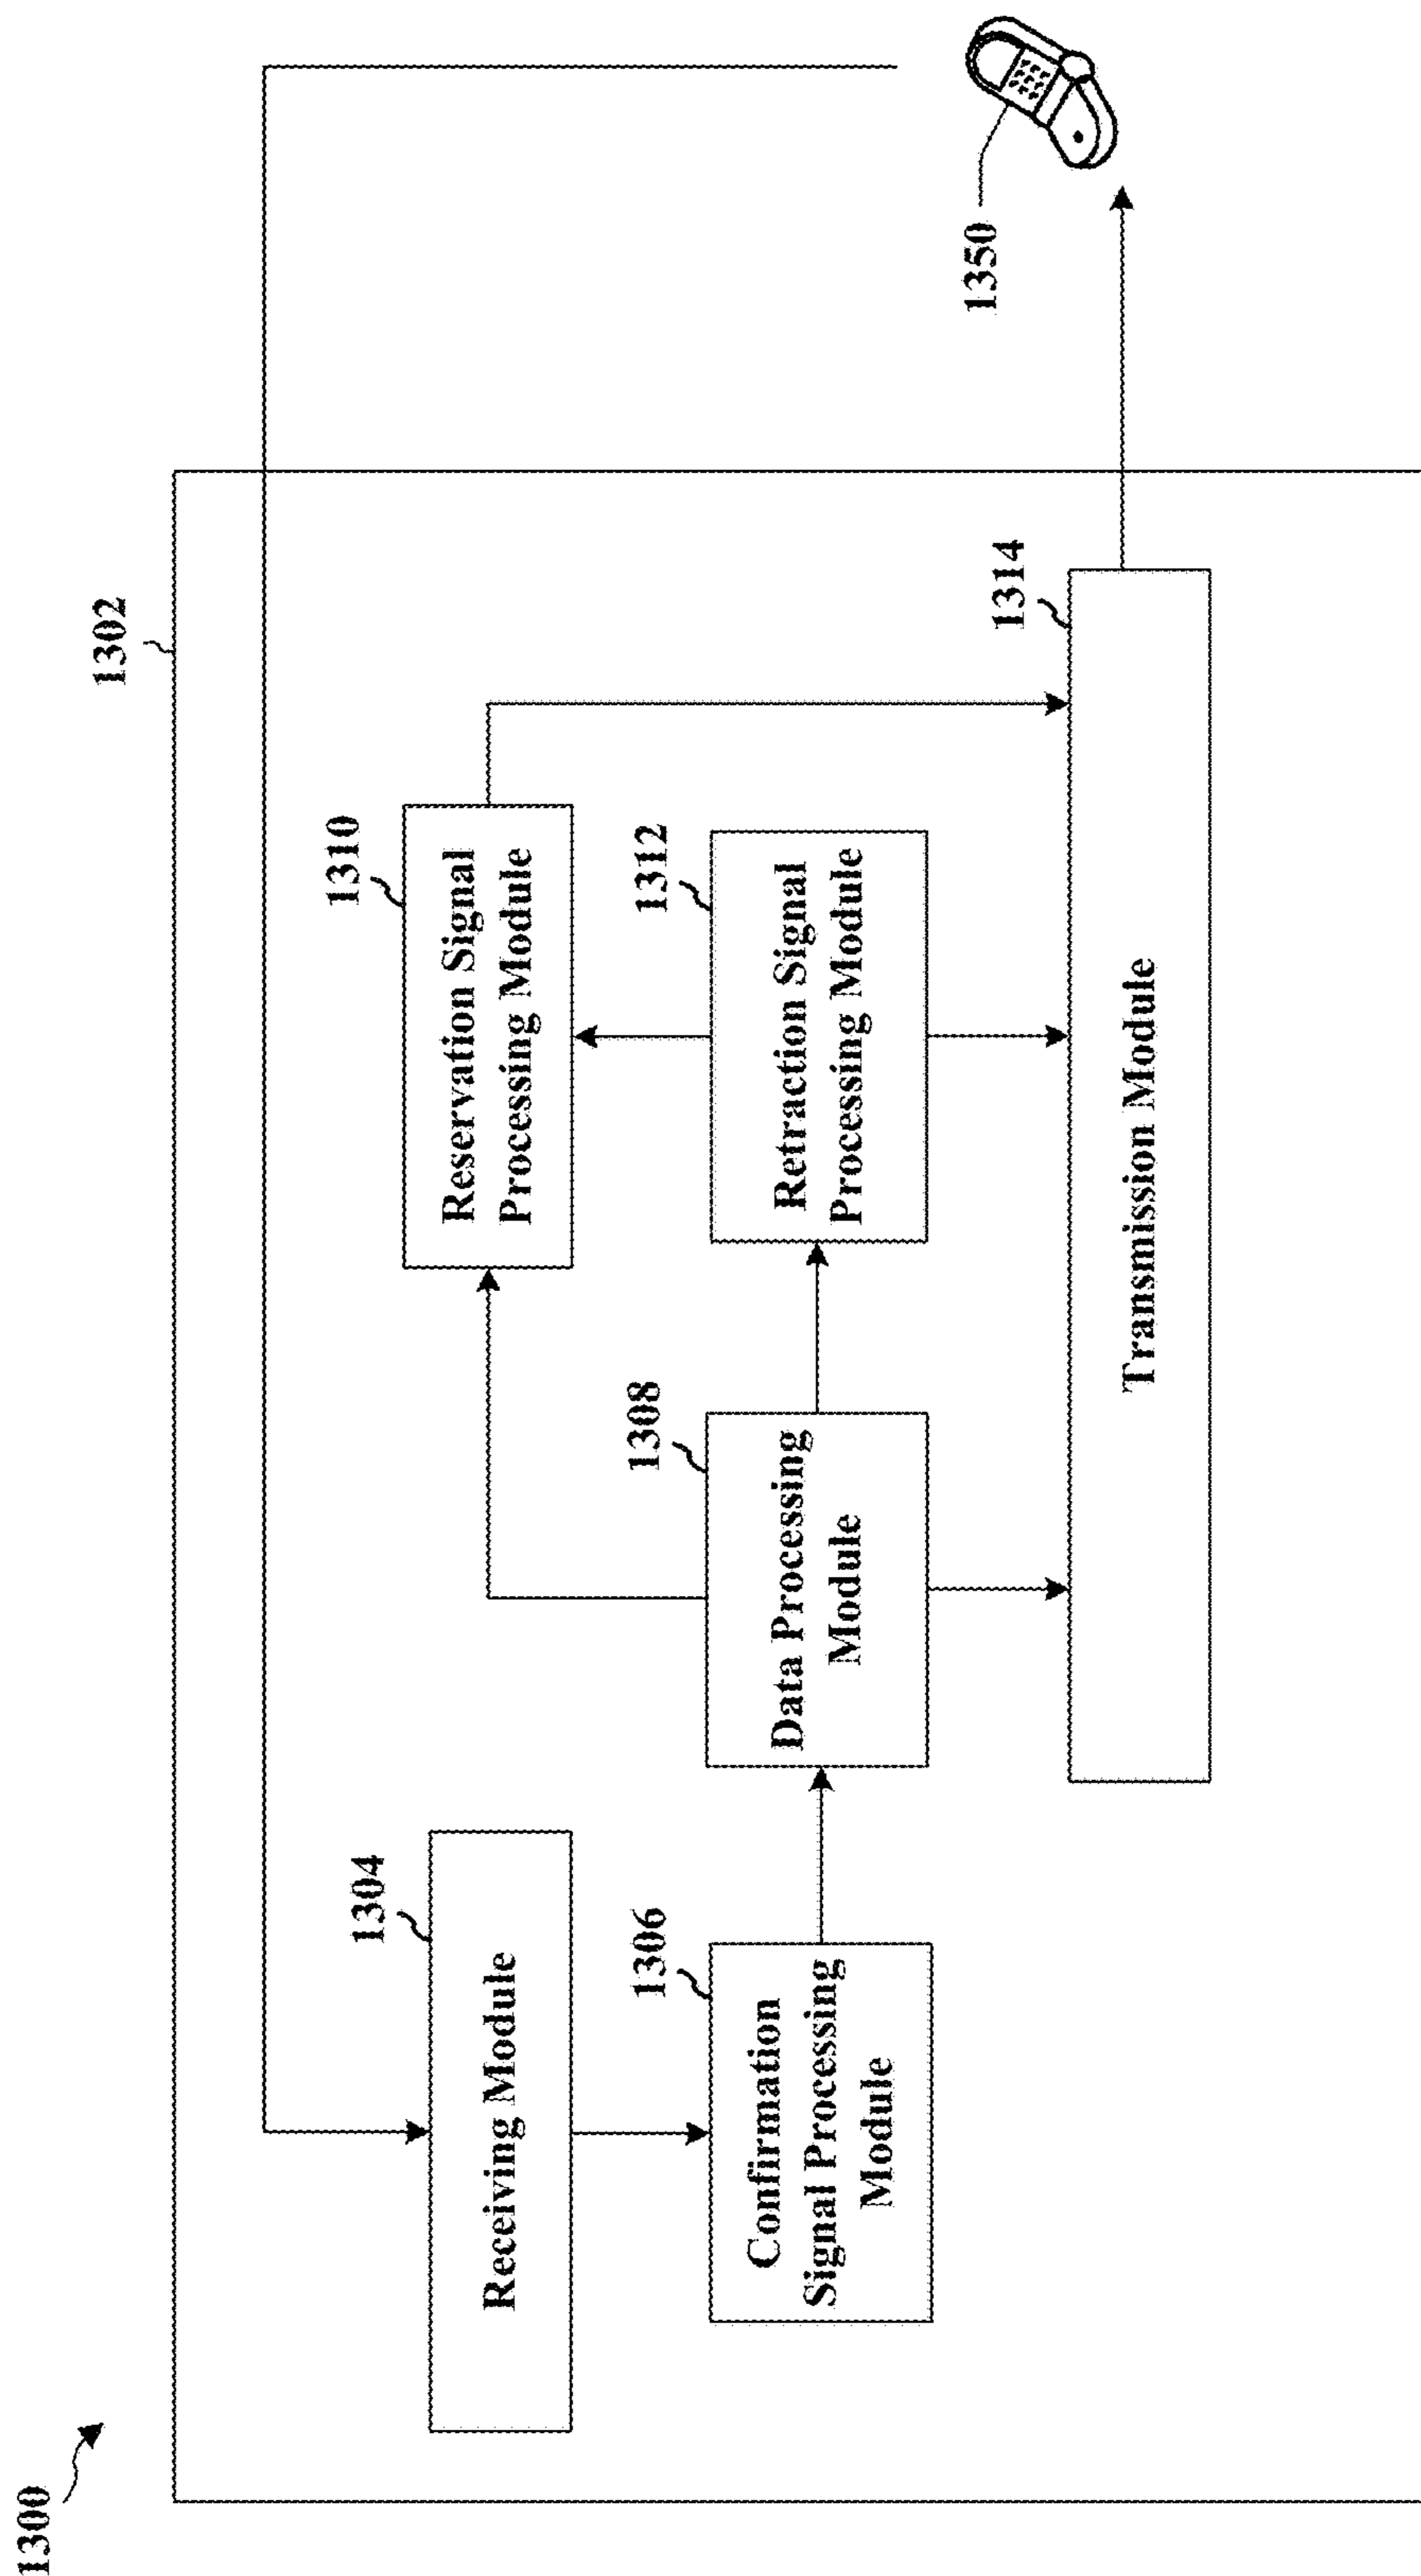 1300
1302
1304
Receiving Module
1306
Confirmation
Signal Processing
Module
1308
Data Processing
Module
1310
Reservation Signal
Processing Module
1312
Retraction Signal
Processing Module
1314
Transmission Module
1350